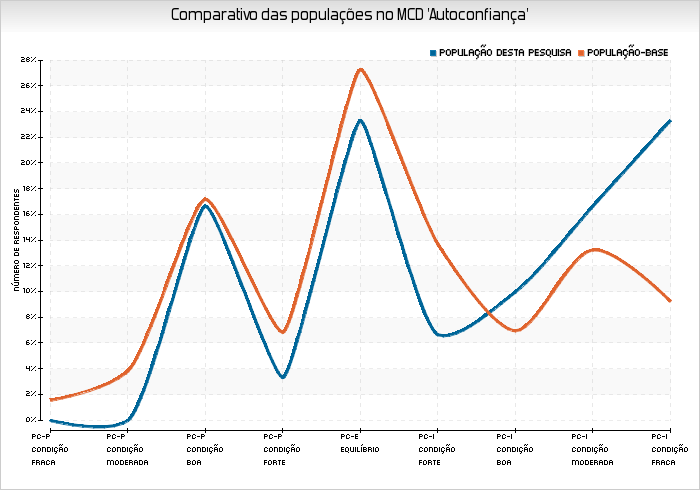 Comparativo das populações no MCD 'Autoconfiança'
POPULAÇÃO DESTA PESQUISA
POPULAÇÃO-BASE
NÚMERO DE RESPONDENTES
28%
26%
24%
22%
20%
18%
16%
14%
12%
10%
8%
6%
4%
2%
0%
PC-P CONDIÇÃO FRACA
PC-P CONDIÇÃO MODERADA
PC-P CONDIÇÃO BOA
PC-P CONDIÇÃO FORTE
PC-E EQUILÍBRIO
PC-I CONDIÇÃO FORTE
PC-I CONDIÇÃO BOA
PC-I CONDIÇÃO MODERADA
PC-I CONDIÇÃO FRACA